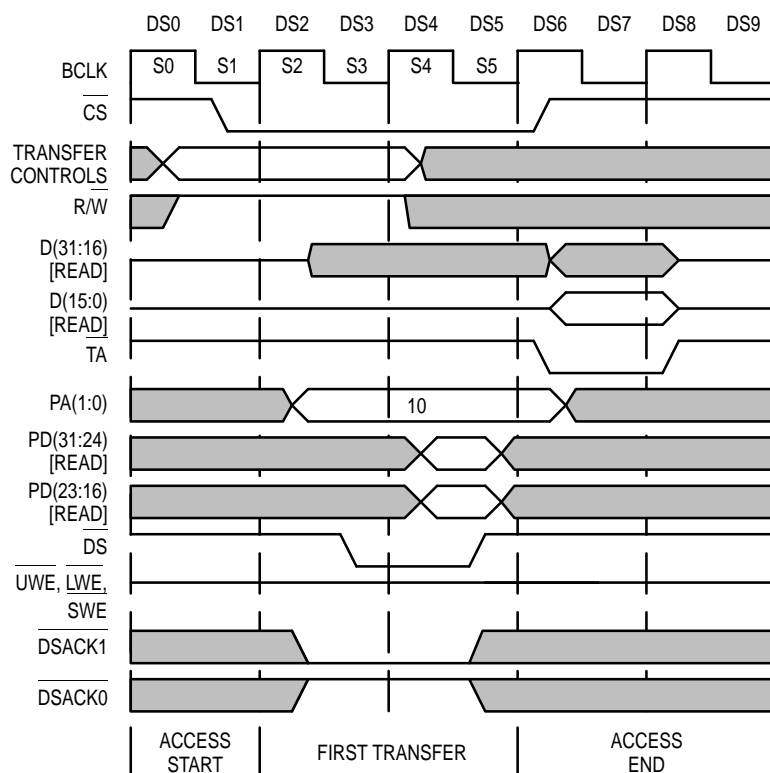 DS0 DS1 DS2 DS3 DS4 DS5 DS6 DS7 DS8 DS9
BCLK S0 S1 S2 S3 S4 S5
CS
TRANSFER
CONTROLS
R/W
D(31:16)
[READ]
D(15:0)
[READ]
TA
PA(1:0) 10
PD(31:24)
[READ]
PD(23:16)
[READ]
DS
UWE, LWE,
SWE
DSACK1
DSACK0
ACCESS
START
FIRST TRANSFER
ACCESS
END